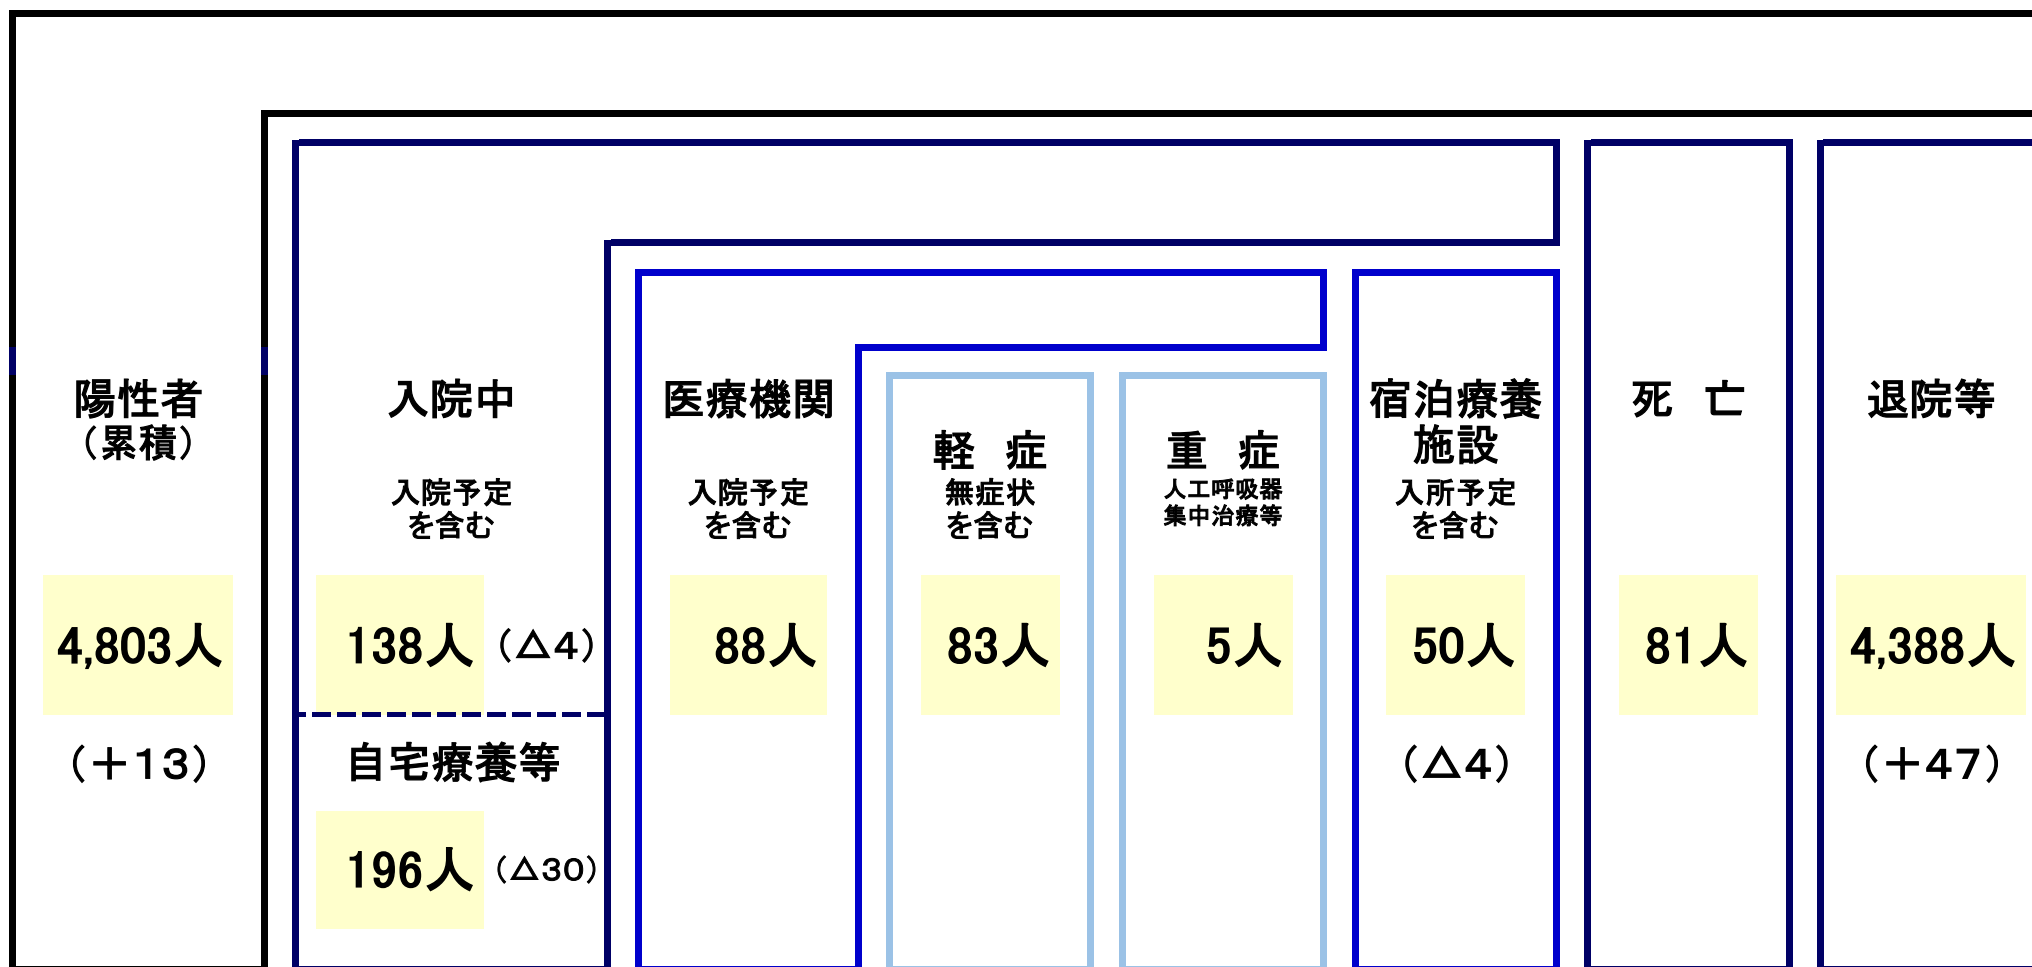 陽性者
（累積）
4,803人
（＋13）
入院中
入院予定
を含む
138人（△4）
自宅療養等
196人（△30）
医療機関
入院予定
を含む
88人
軽　症
無症状
を含む
83人
重　症
人工呼吸器
集中治療等
5人
宿泊療養
施設
入所予定
を含む
50人
（△4）
死　亡
81人
退院等
4,388人
（＋47）